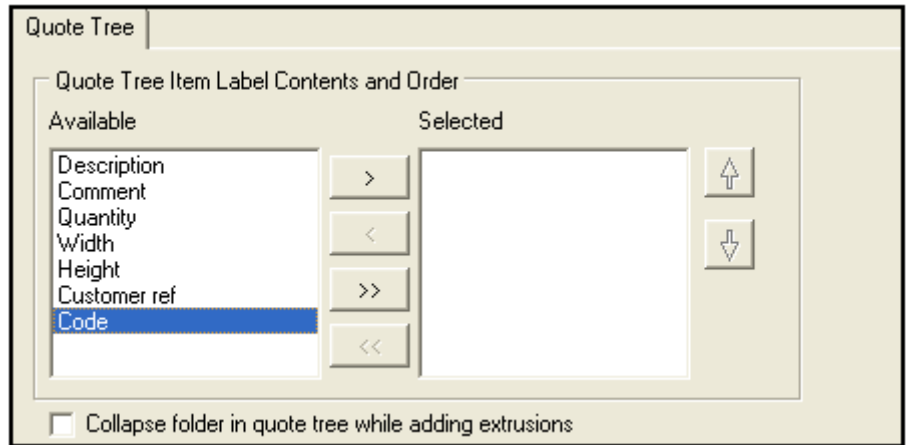 Quote Tree
Quote Tree Item Label Contents and Order
Available Selected
Description
Comment
Quantity
Width
Height
Customer ref
Code
>
<
>>
<<
Collapse folder in quote tree while adding extrusions